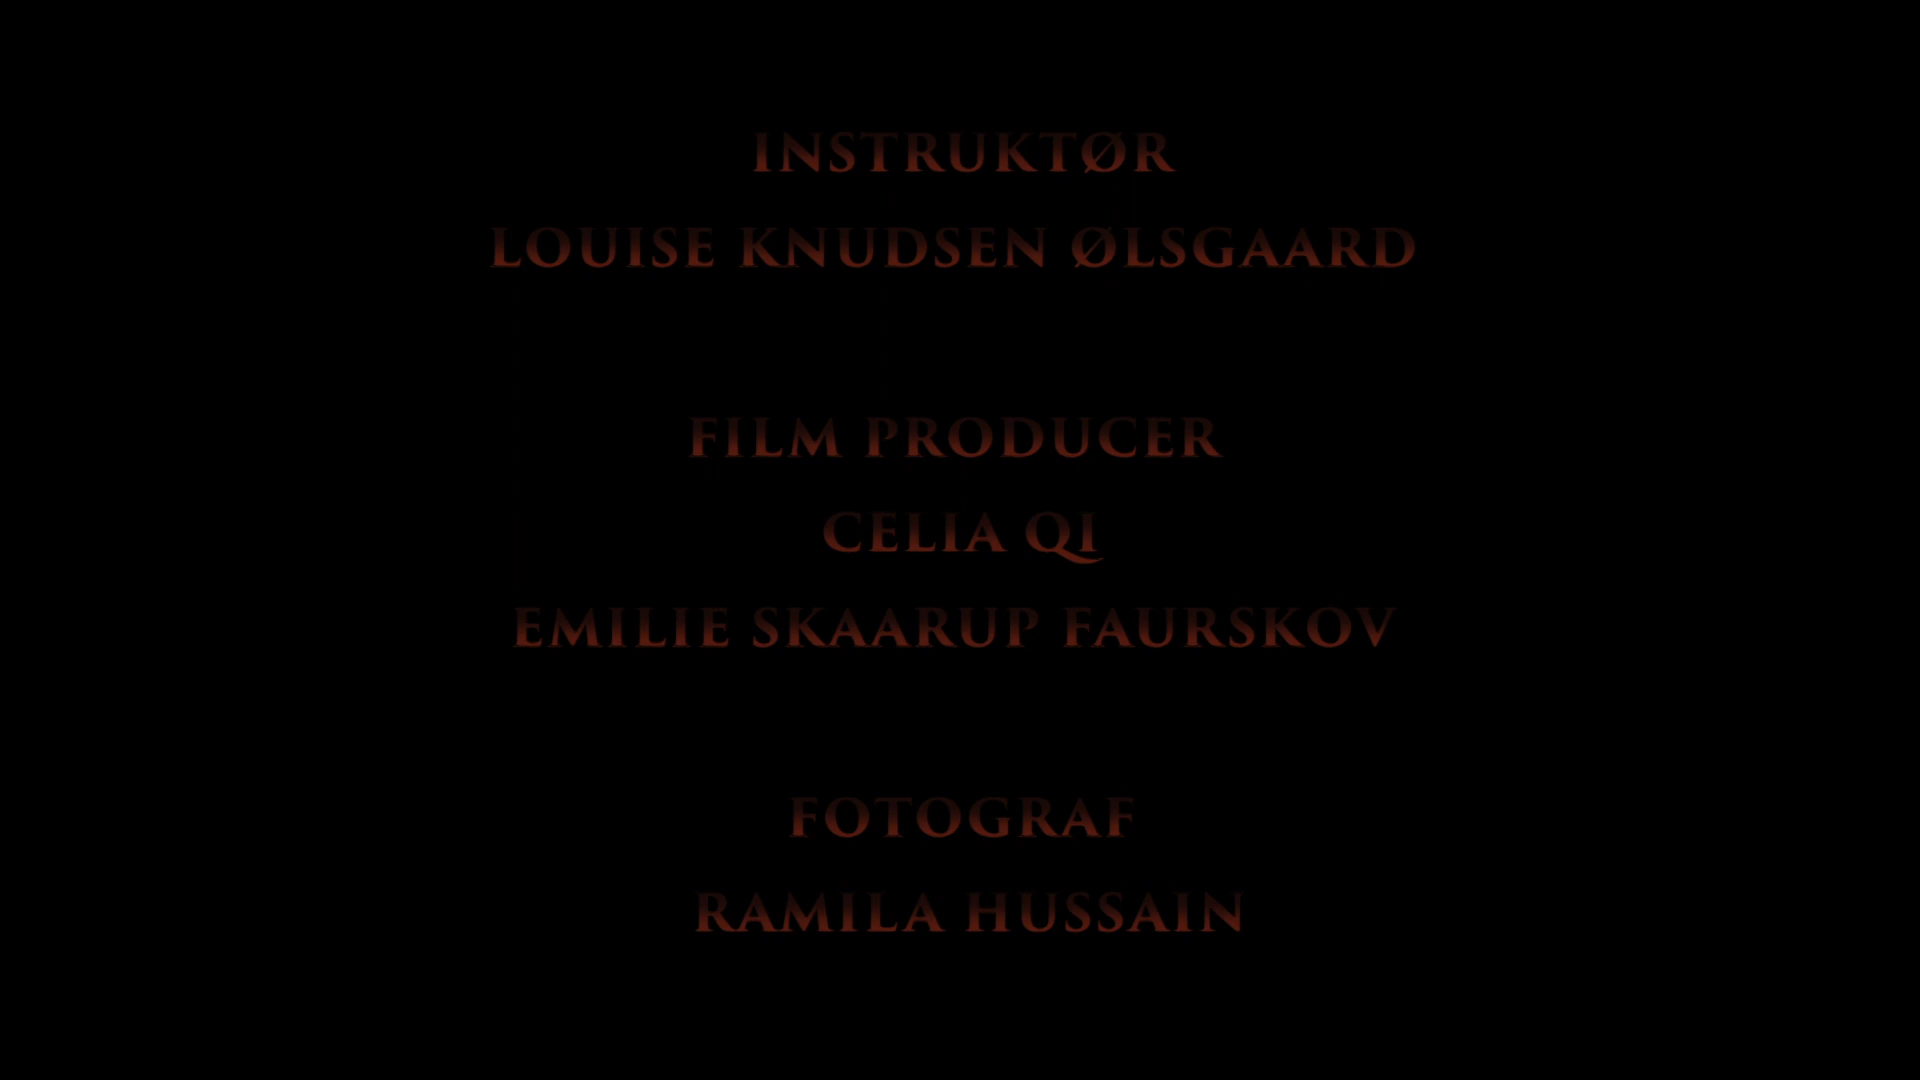 INSTRUKTØR
LOUISE KNUDSEN ØLSGAARD
FILM PRODUCER
CELIA QI
EMILIE SKAARUP FAURSKOV
FOTOGRAF
RAMILA HUSSAIN